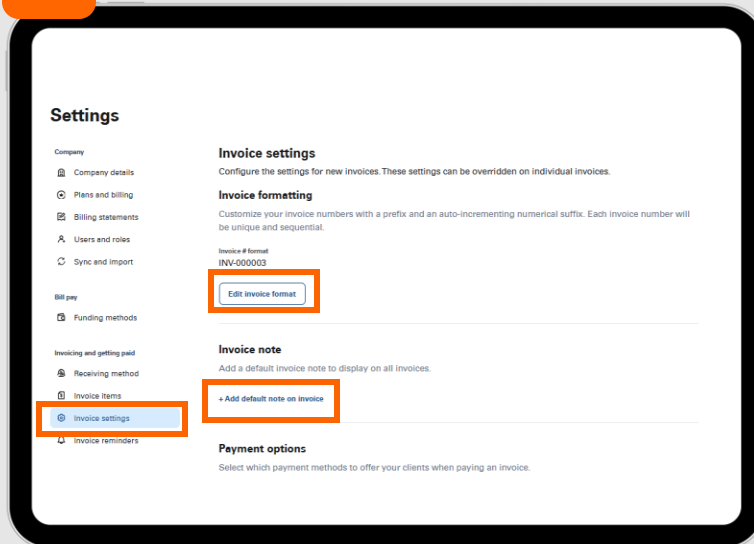 Settings
Company
Company details
Plans and billing
Billing statements
Users and roles
Sync and import
Bill pay
Funding methods
Invoicing and getting paid
Receiving method
Invoice items
Invoice settings
Invoice reminders
Invoice settings
Configure the settings for new invoices. These settings can be overridden on individual invoices.
Invoice formatting
Customize your invoice numbers with a prefix and an auto-incrementing numerical suffix. Each invoice number will
be unique and sequential.
Invoice # format
INV-000003
Edit invoice format
Invoice note
Add a default invoice note to display on all invoices.
+ Add default note on invoice
Payment options
Select which payment methods to offer your clients when paying an invoice.